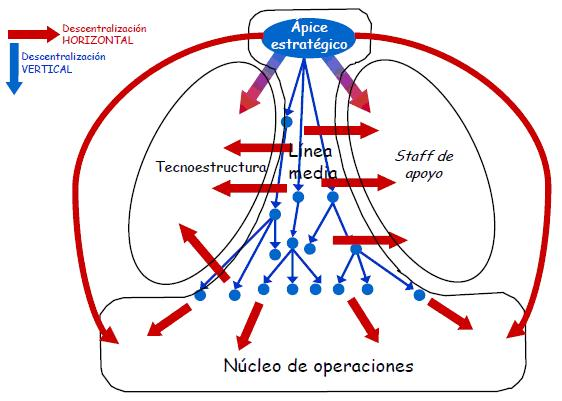 Descentralización
HORIZONTAL
Descentralización
VERTICAL
Ápice
estratégico
Línea
media
Tecnoestructura
Staff de
apoyo
Núcleo de operaciones